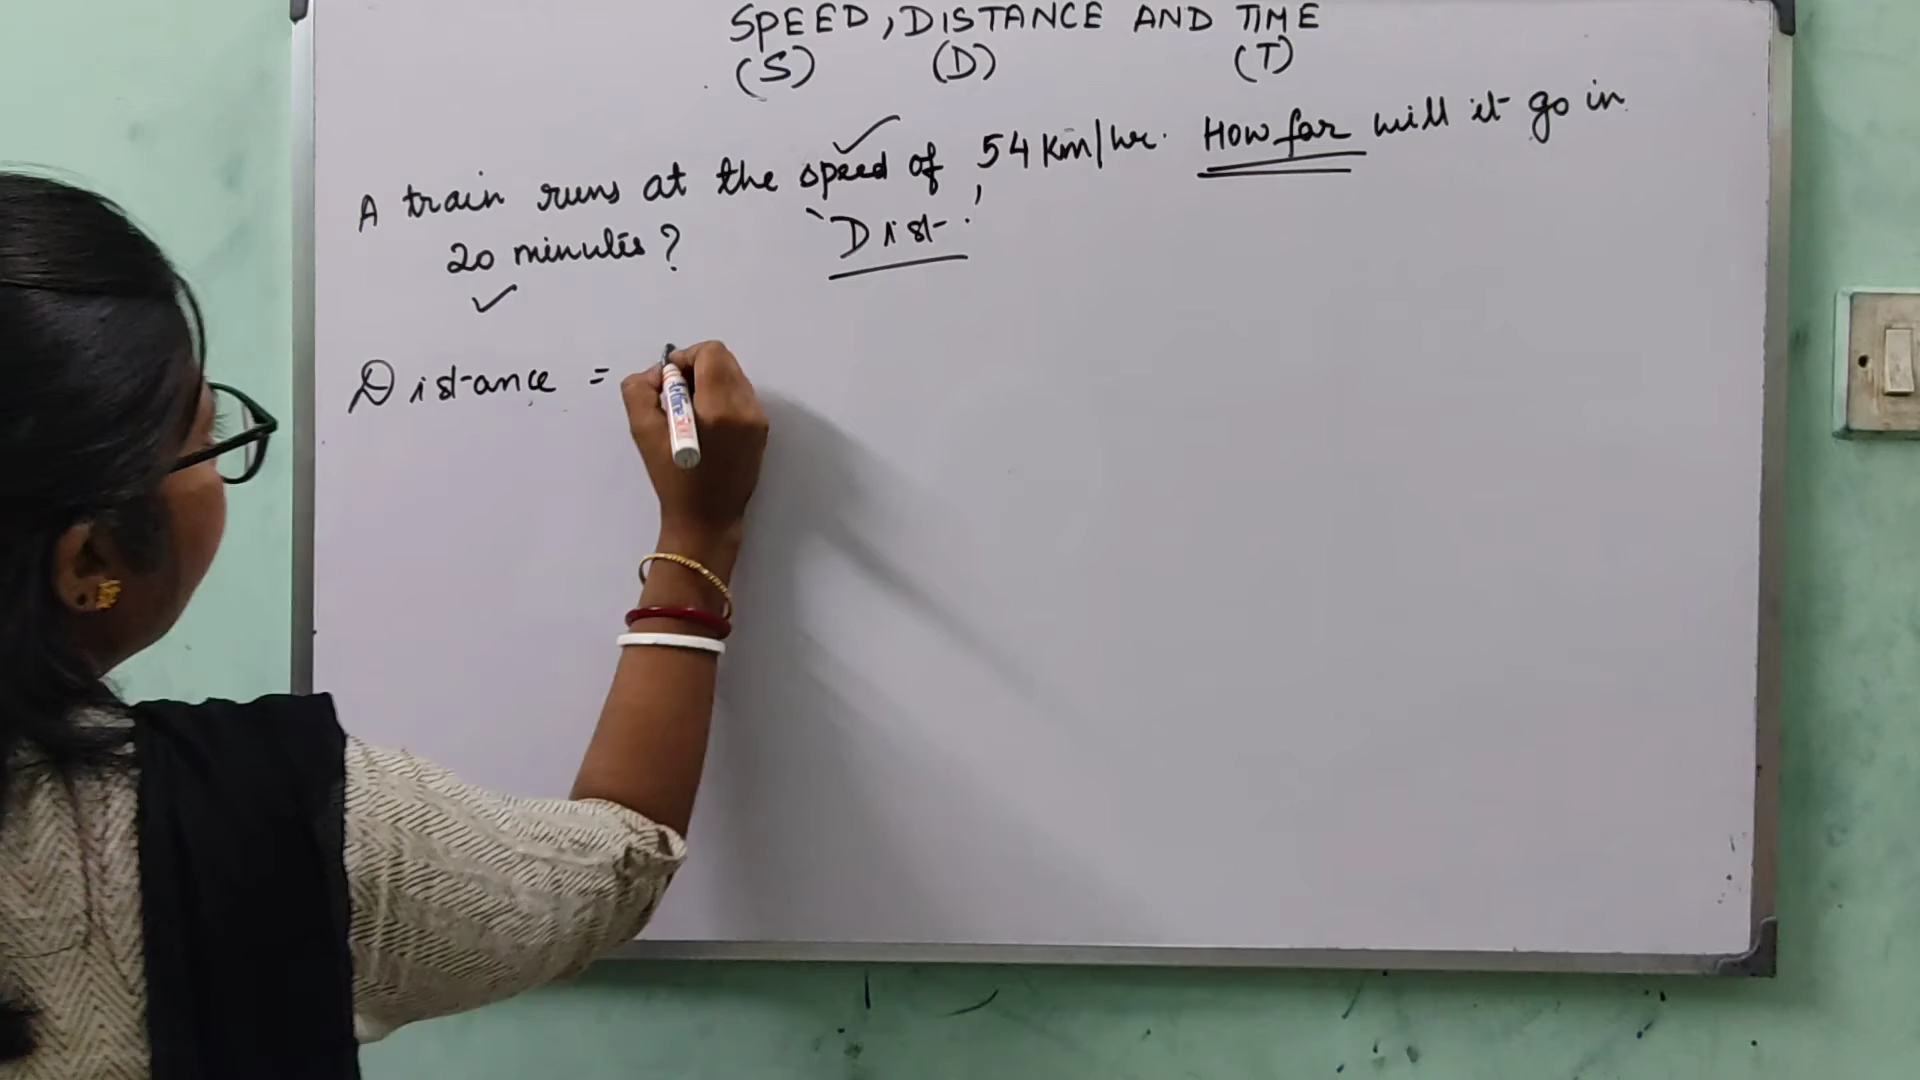 SPEED, DISTANCE AND TIME
(S) (D) (T)
A train runs at the speed of 54 Km/hr. How far will it go in
20 minutes? 'Dist.'
Distance =